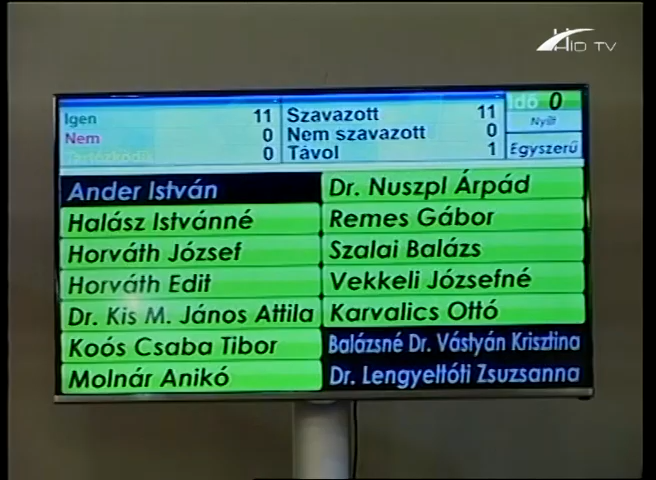 HID TV
Igen 11
Nem 0
Tartózkodik 0
Szavazott 11
Nem szavazott 0
Távol 1
Idő 0
Nyílt
Egyszerű
Ander István
Halász Istvánné
Horváth József
Horváth Edit
Dr. Kis M. János Attila
Koós Csaba Tibor
Molnár Anikó
Dr. Nuszpl Árpád
Remes Gábor
Szalai Balázs
Vekkeli Józsefné
Karvalics Ottó
Balázsné Dr. Vástyán Krisztina
Dr. Lengyeltóti Zsuzsanna